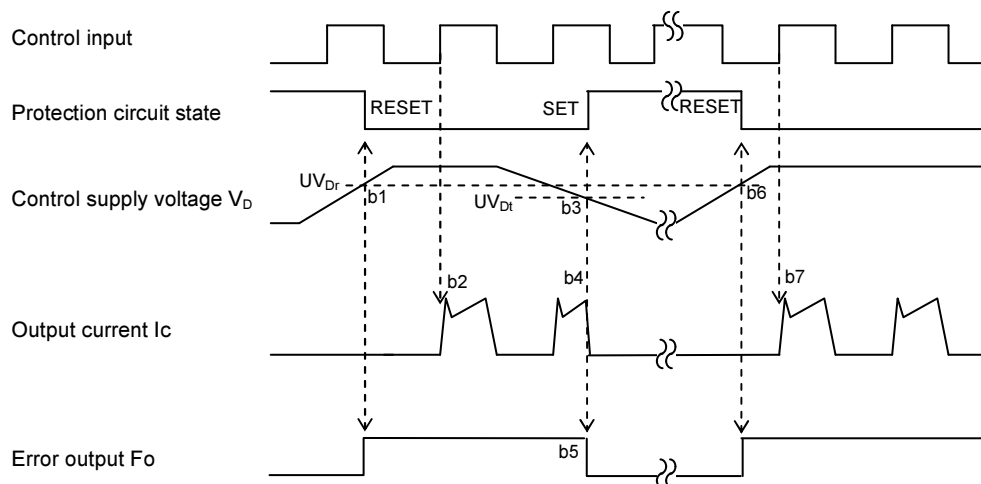 Control input
Protection circuit state
RESET
SET
RESET
Control supply voltage VD
UVDr
b1
UVDt
b3
b6
b2
b4
b7
Output current Ic
Error output Fo
b5